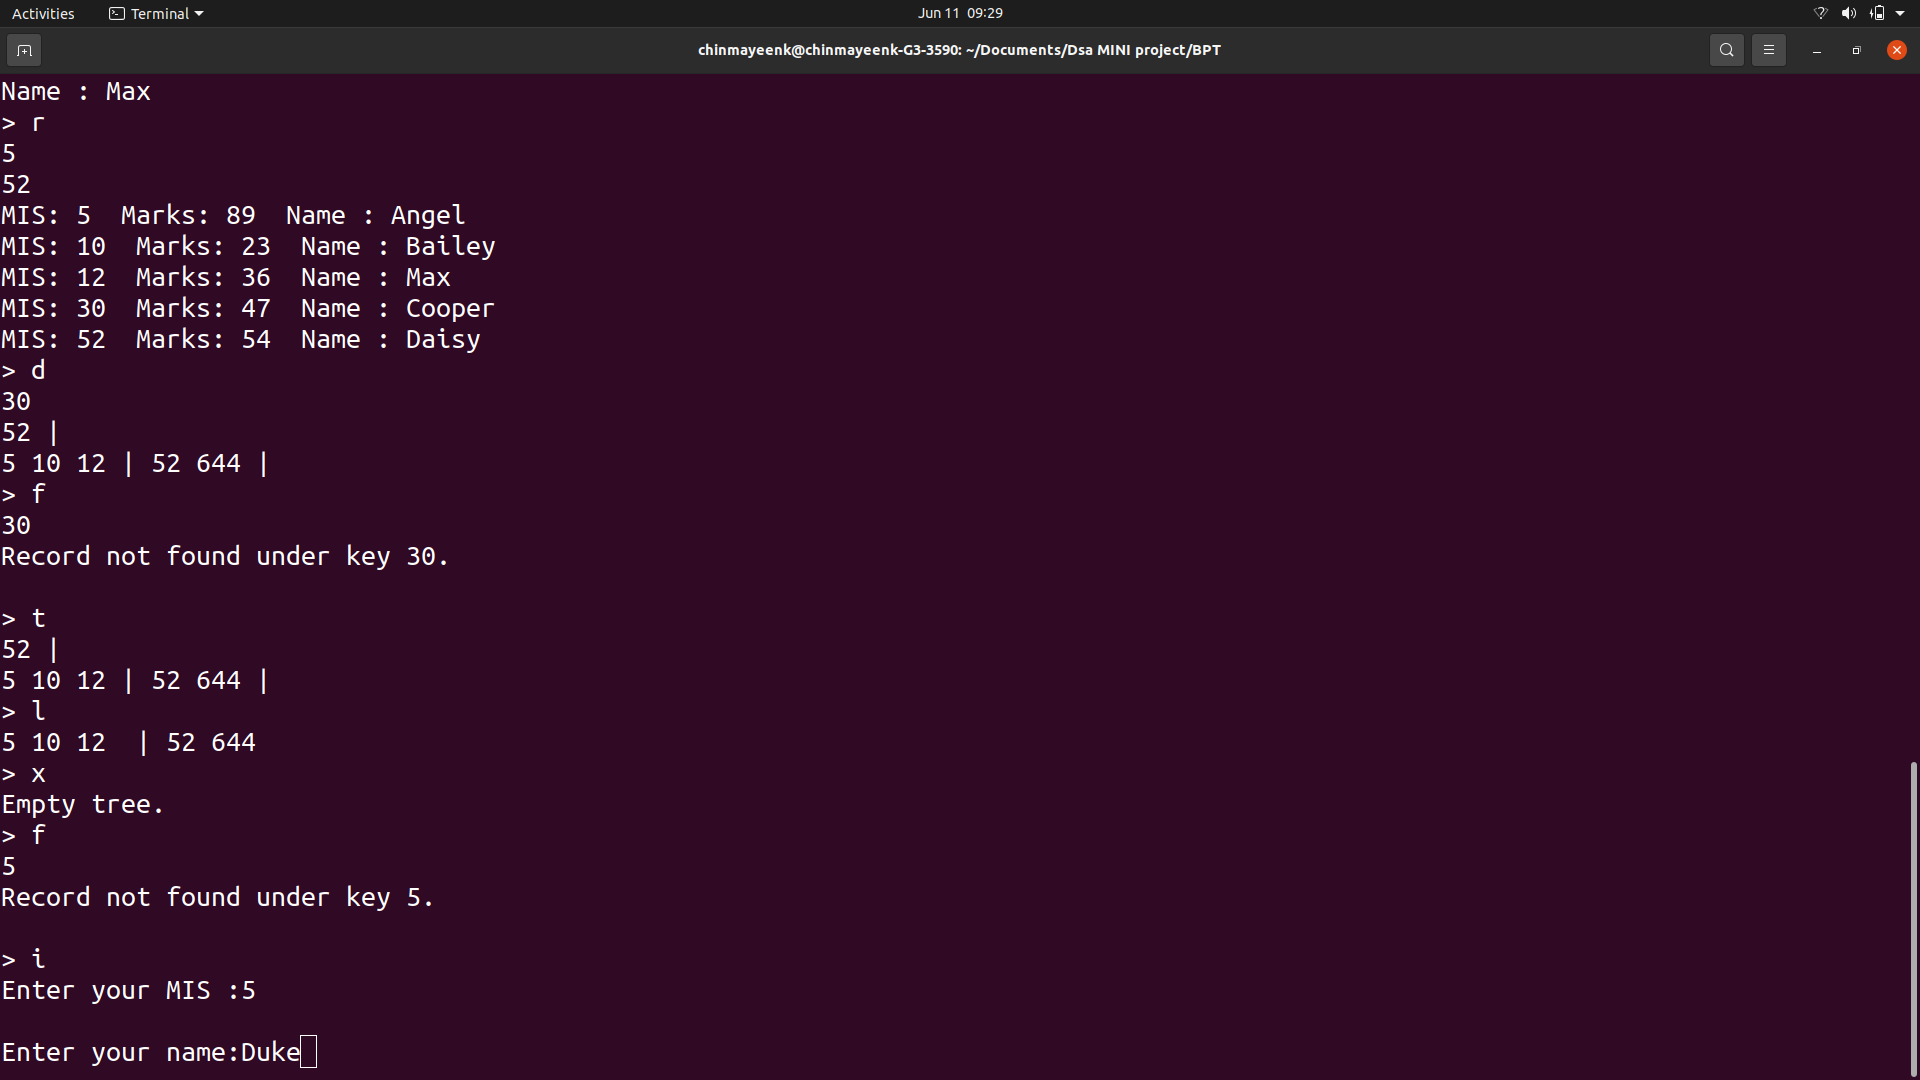 Activities
Terminal
Jun 11 09:29
chinmayeenk@chinmayeenk-G3-3590: ~/Documents/Dsa MINI project/BPT
Name : Max
> r
5
52
MIS: 5  Marks: 89  Name : Angel
MIS: 10  Marks: 23  Name : Bailey
MIS: 12  Marks: 36  Name : Max
MIS: 30  Marks: 47  Name : Cooper
MIS: 52  Marks: 54  Name : Daisy
> d
30
52 |
5 10 12 | 52 644 |
> f
30
Record not found under key 30.
> t
52 |
5 10 12 | 52 644 |
> l
5 10 12  | 52 644
> x
Empty tree.
> f
5
Record not found under key 5.
> i
Enter your MIS :5
Enter your name:Duke